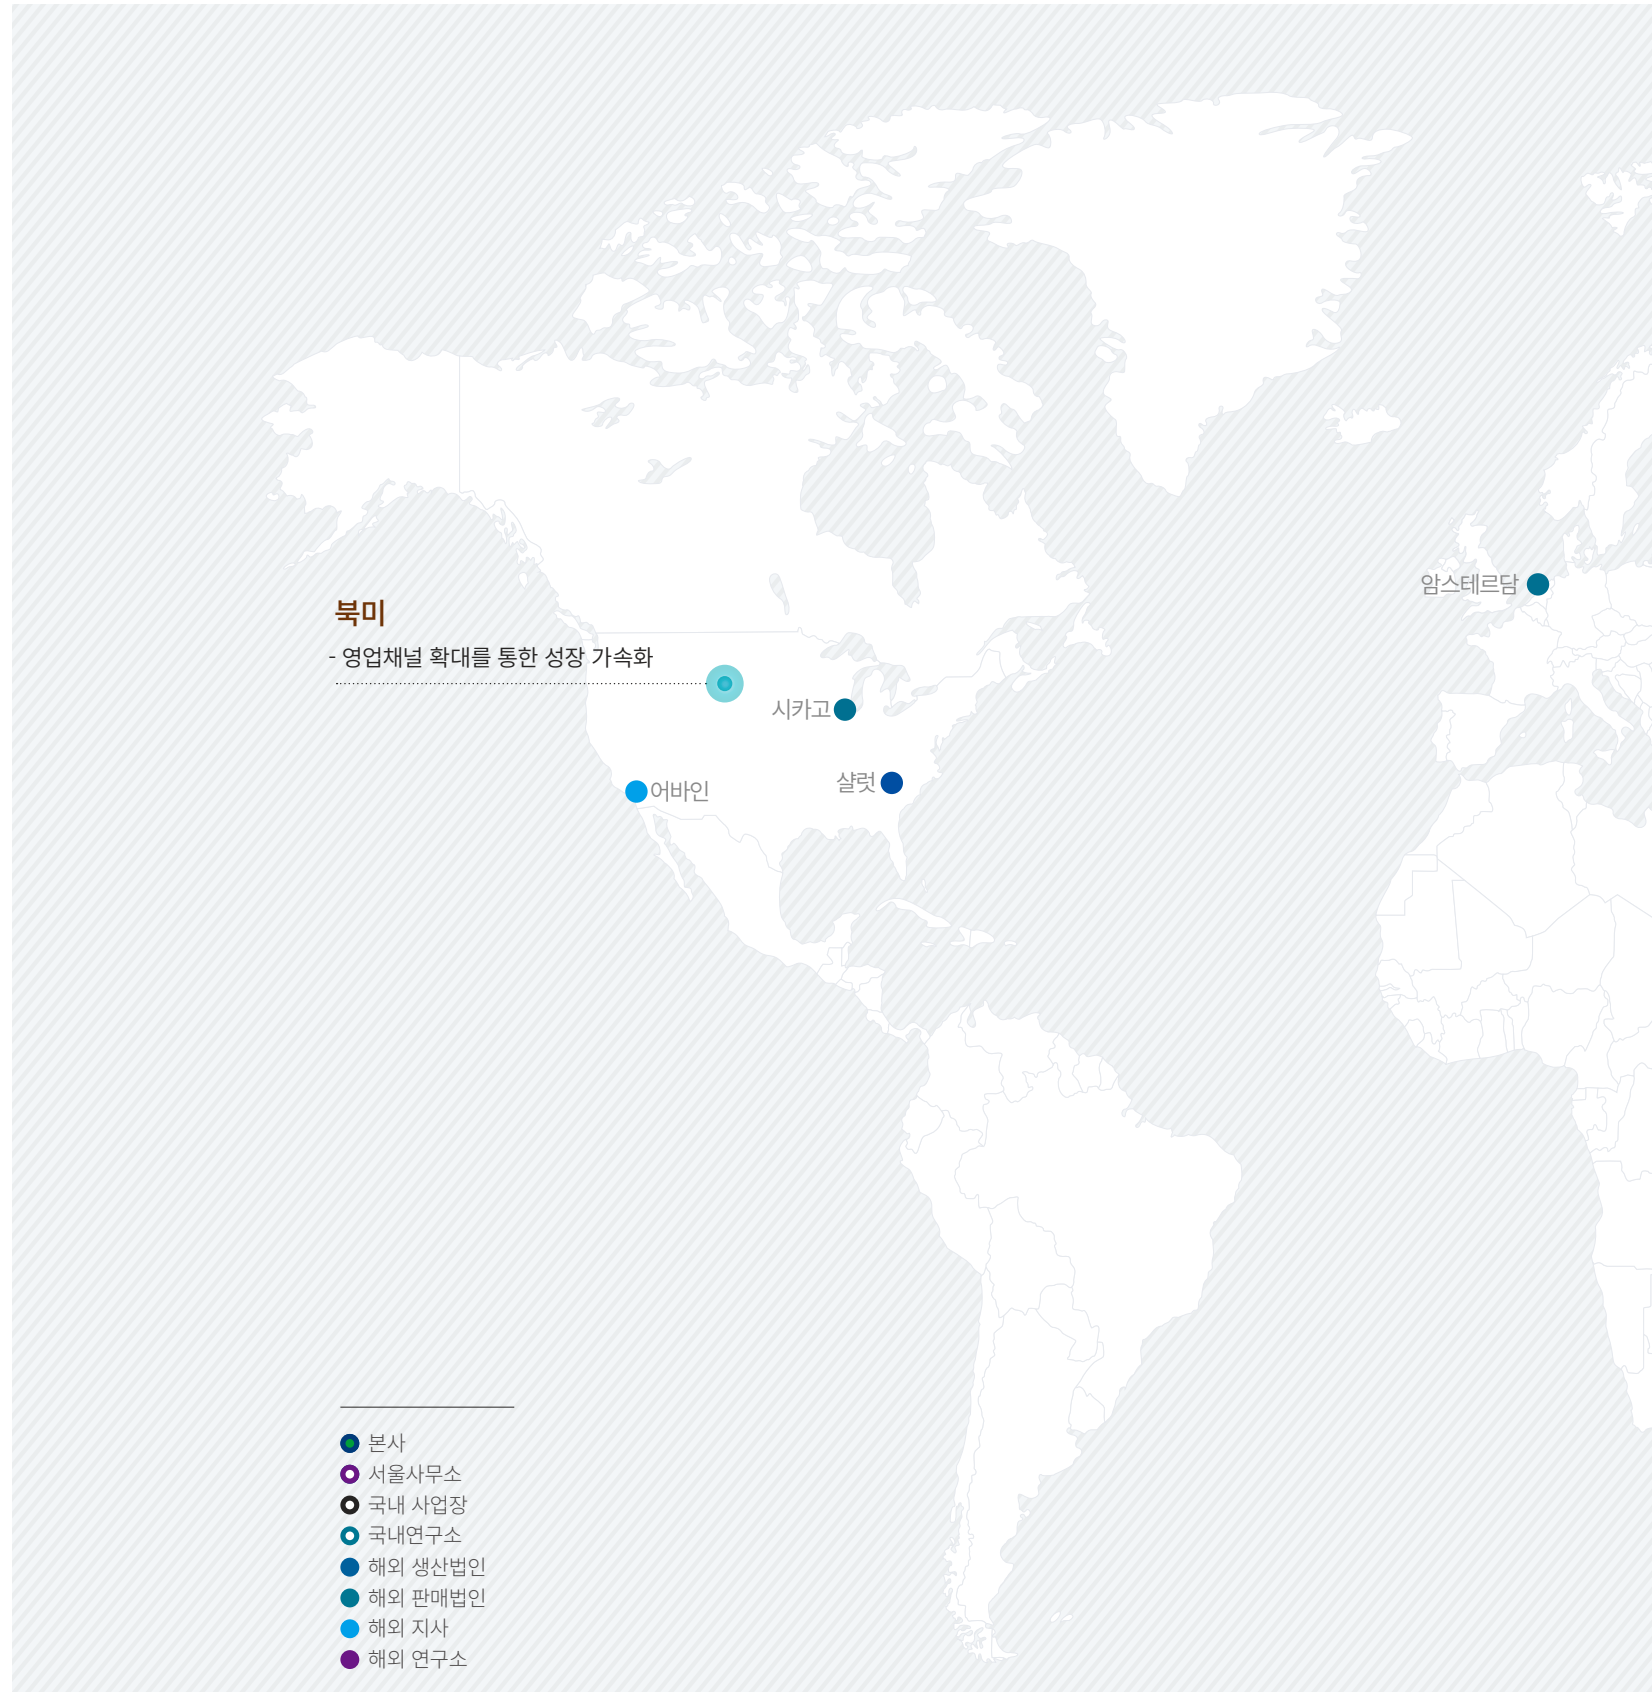 암스테르담
북미
- 영업채널 확대를 통한 성장 가속화
시카고
샬럿
어바인
본사
서울사무소
국내 사업장
국내연구소
해외 생산법인
해외 판매법인
해외 지사
해외 연구소